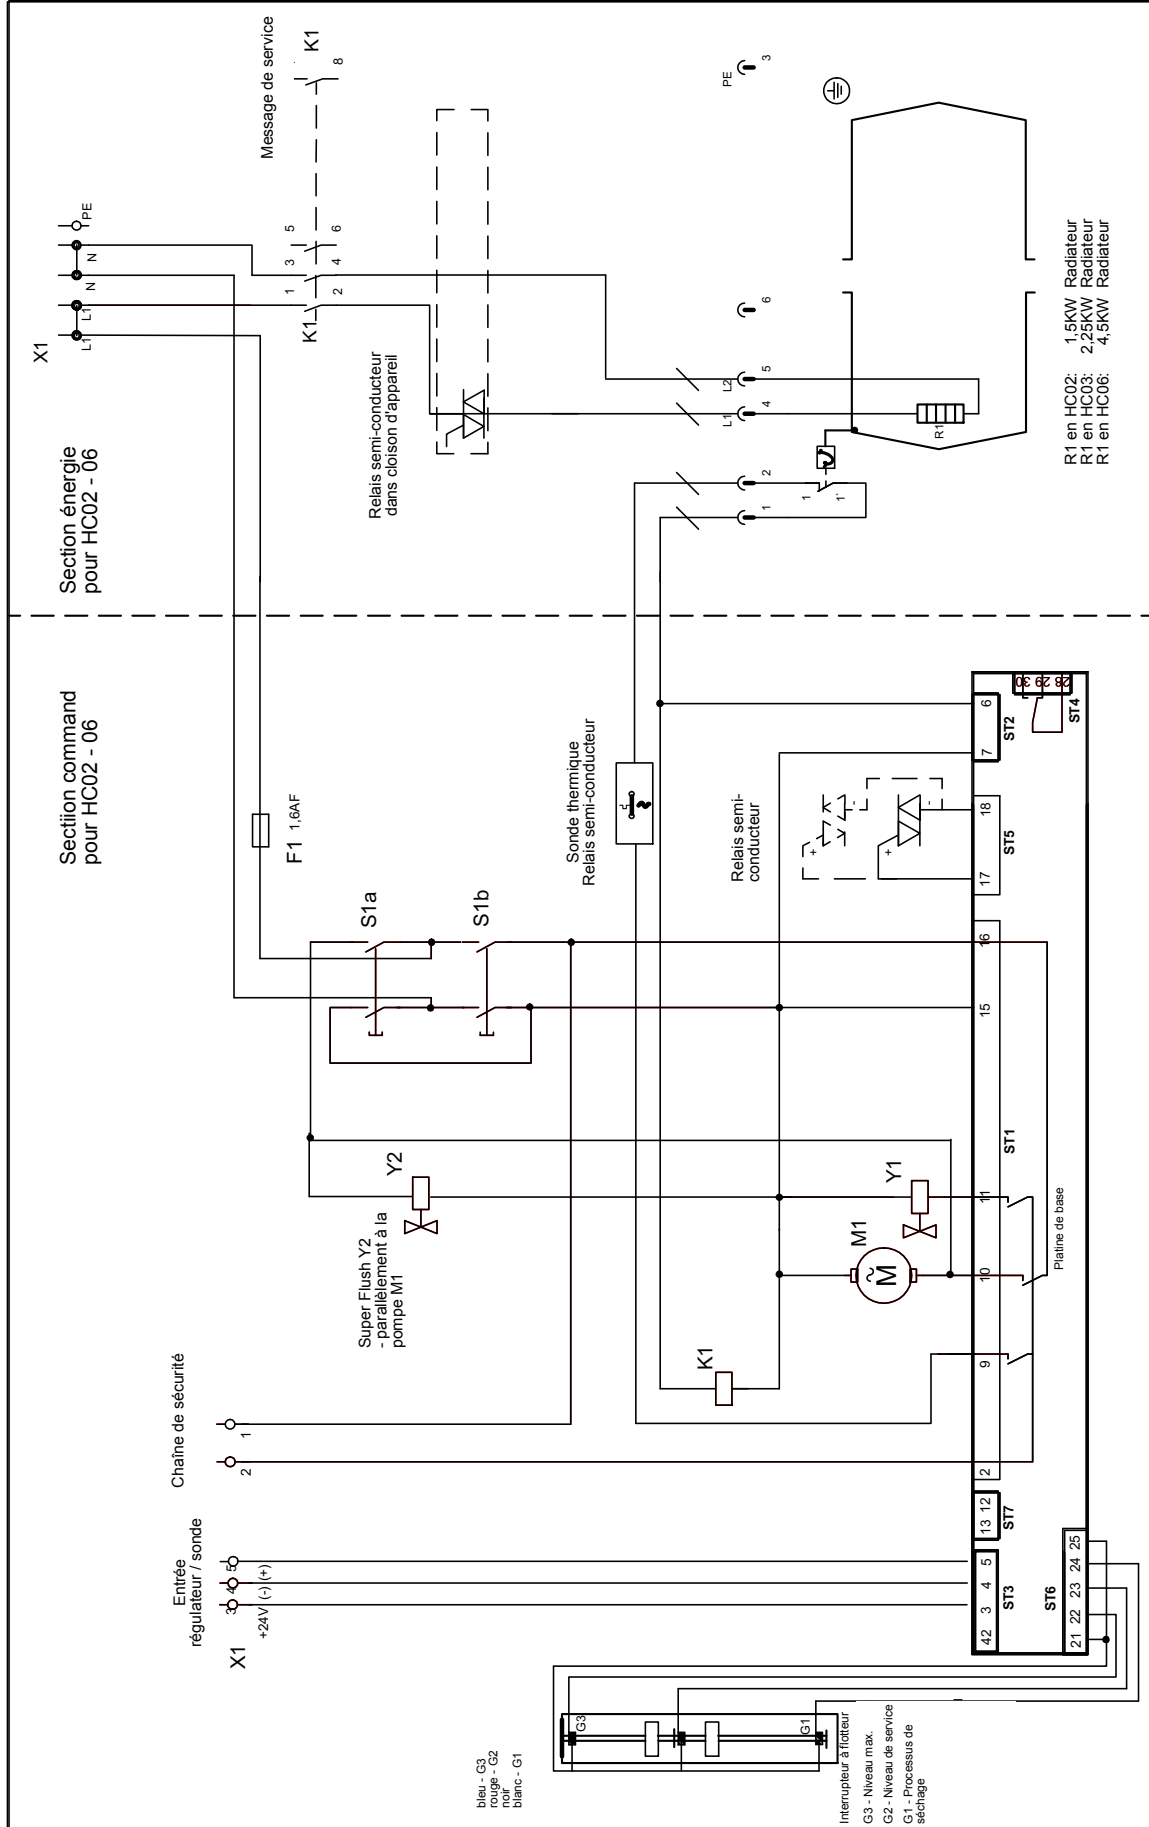 Section énergie
pour HC02 - 06
X1
L1
L1
N
N
PE
Message de service
K1
8
K1
1
2
3
4
5
6
Relais semi-conducteur
dans cloison d'appareil
PE
3
6
L2
5
L1
4
2
1
1
1'
R1
R1 en HC02: 1,5KW Radiateur
R1 en HC03: 2,25KW Radiateur
R1 en HC06: 4,5KW Radiateur
Sectiion command
pour HC02 - 06
F1 1,6AF
S1a
S1b
Sonde thermique
Relais semi-conducteur
Relais semi-
conducteur
+
-
+
-
Y2
Super Flush Y2
- parallèlement à la
pompe M1
K1
M1
M
~
Y1
Platine de base
Chaîne de sécurité
2
1
Entrée
régulateur / sonde
X1
3
4
5
+24V
(-)
(+)
42
3
4
5
ST3
13
12
ST7
2
9
10
11
15
16
ST1
17
18
ST5
7
6
ST2
28
29
30
ST4
ST6
21
22
23
24
25
G3
G1
bleu - G3
rouge - G2
noir
blanc - G1
Interrupteur à flotteur
G3 - Niveau max.
G2 - Niveau de service
G1 - Processus de
séchage